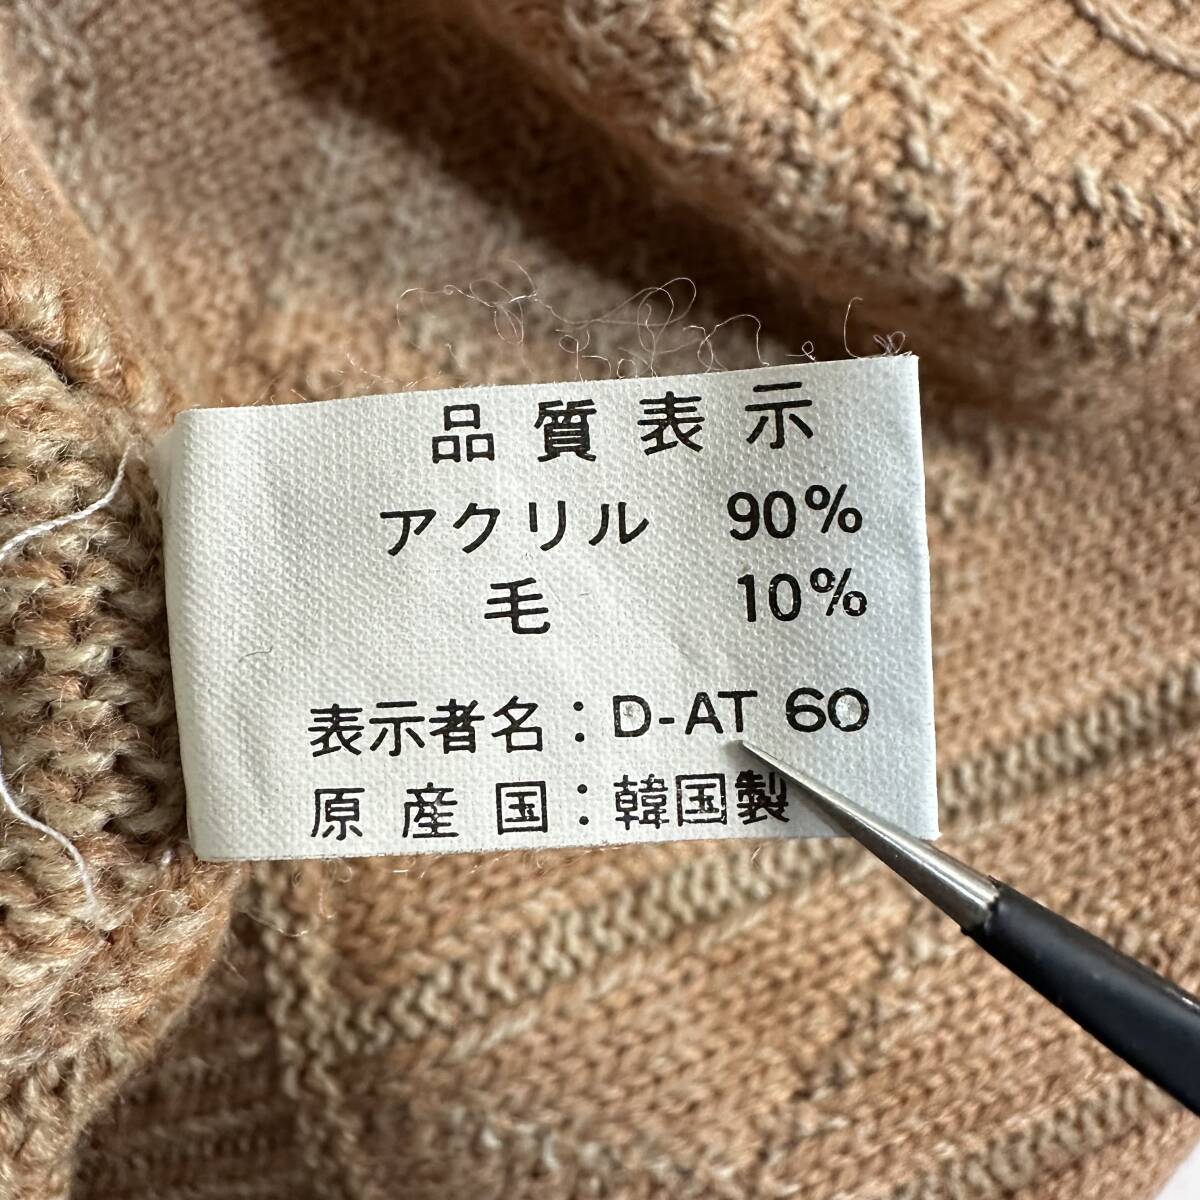 品質表示
アクリル 90%
毛 10%
表示者名：D-AT 60
原産国：韓国製